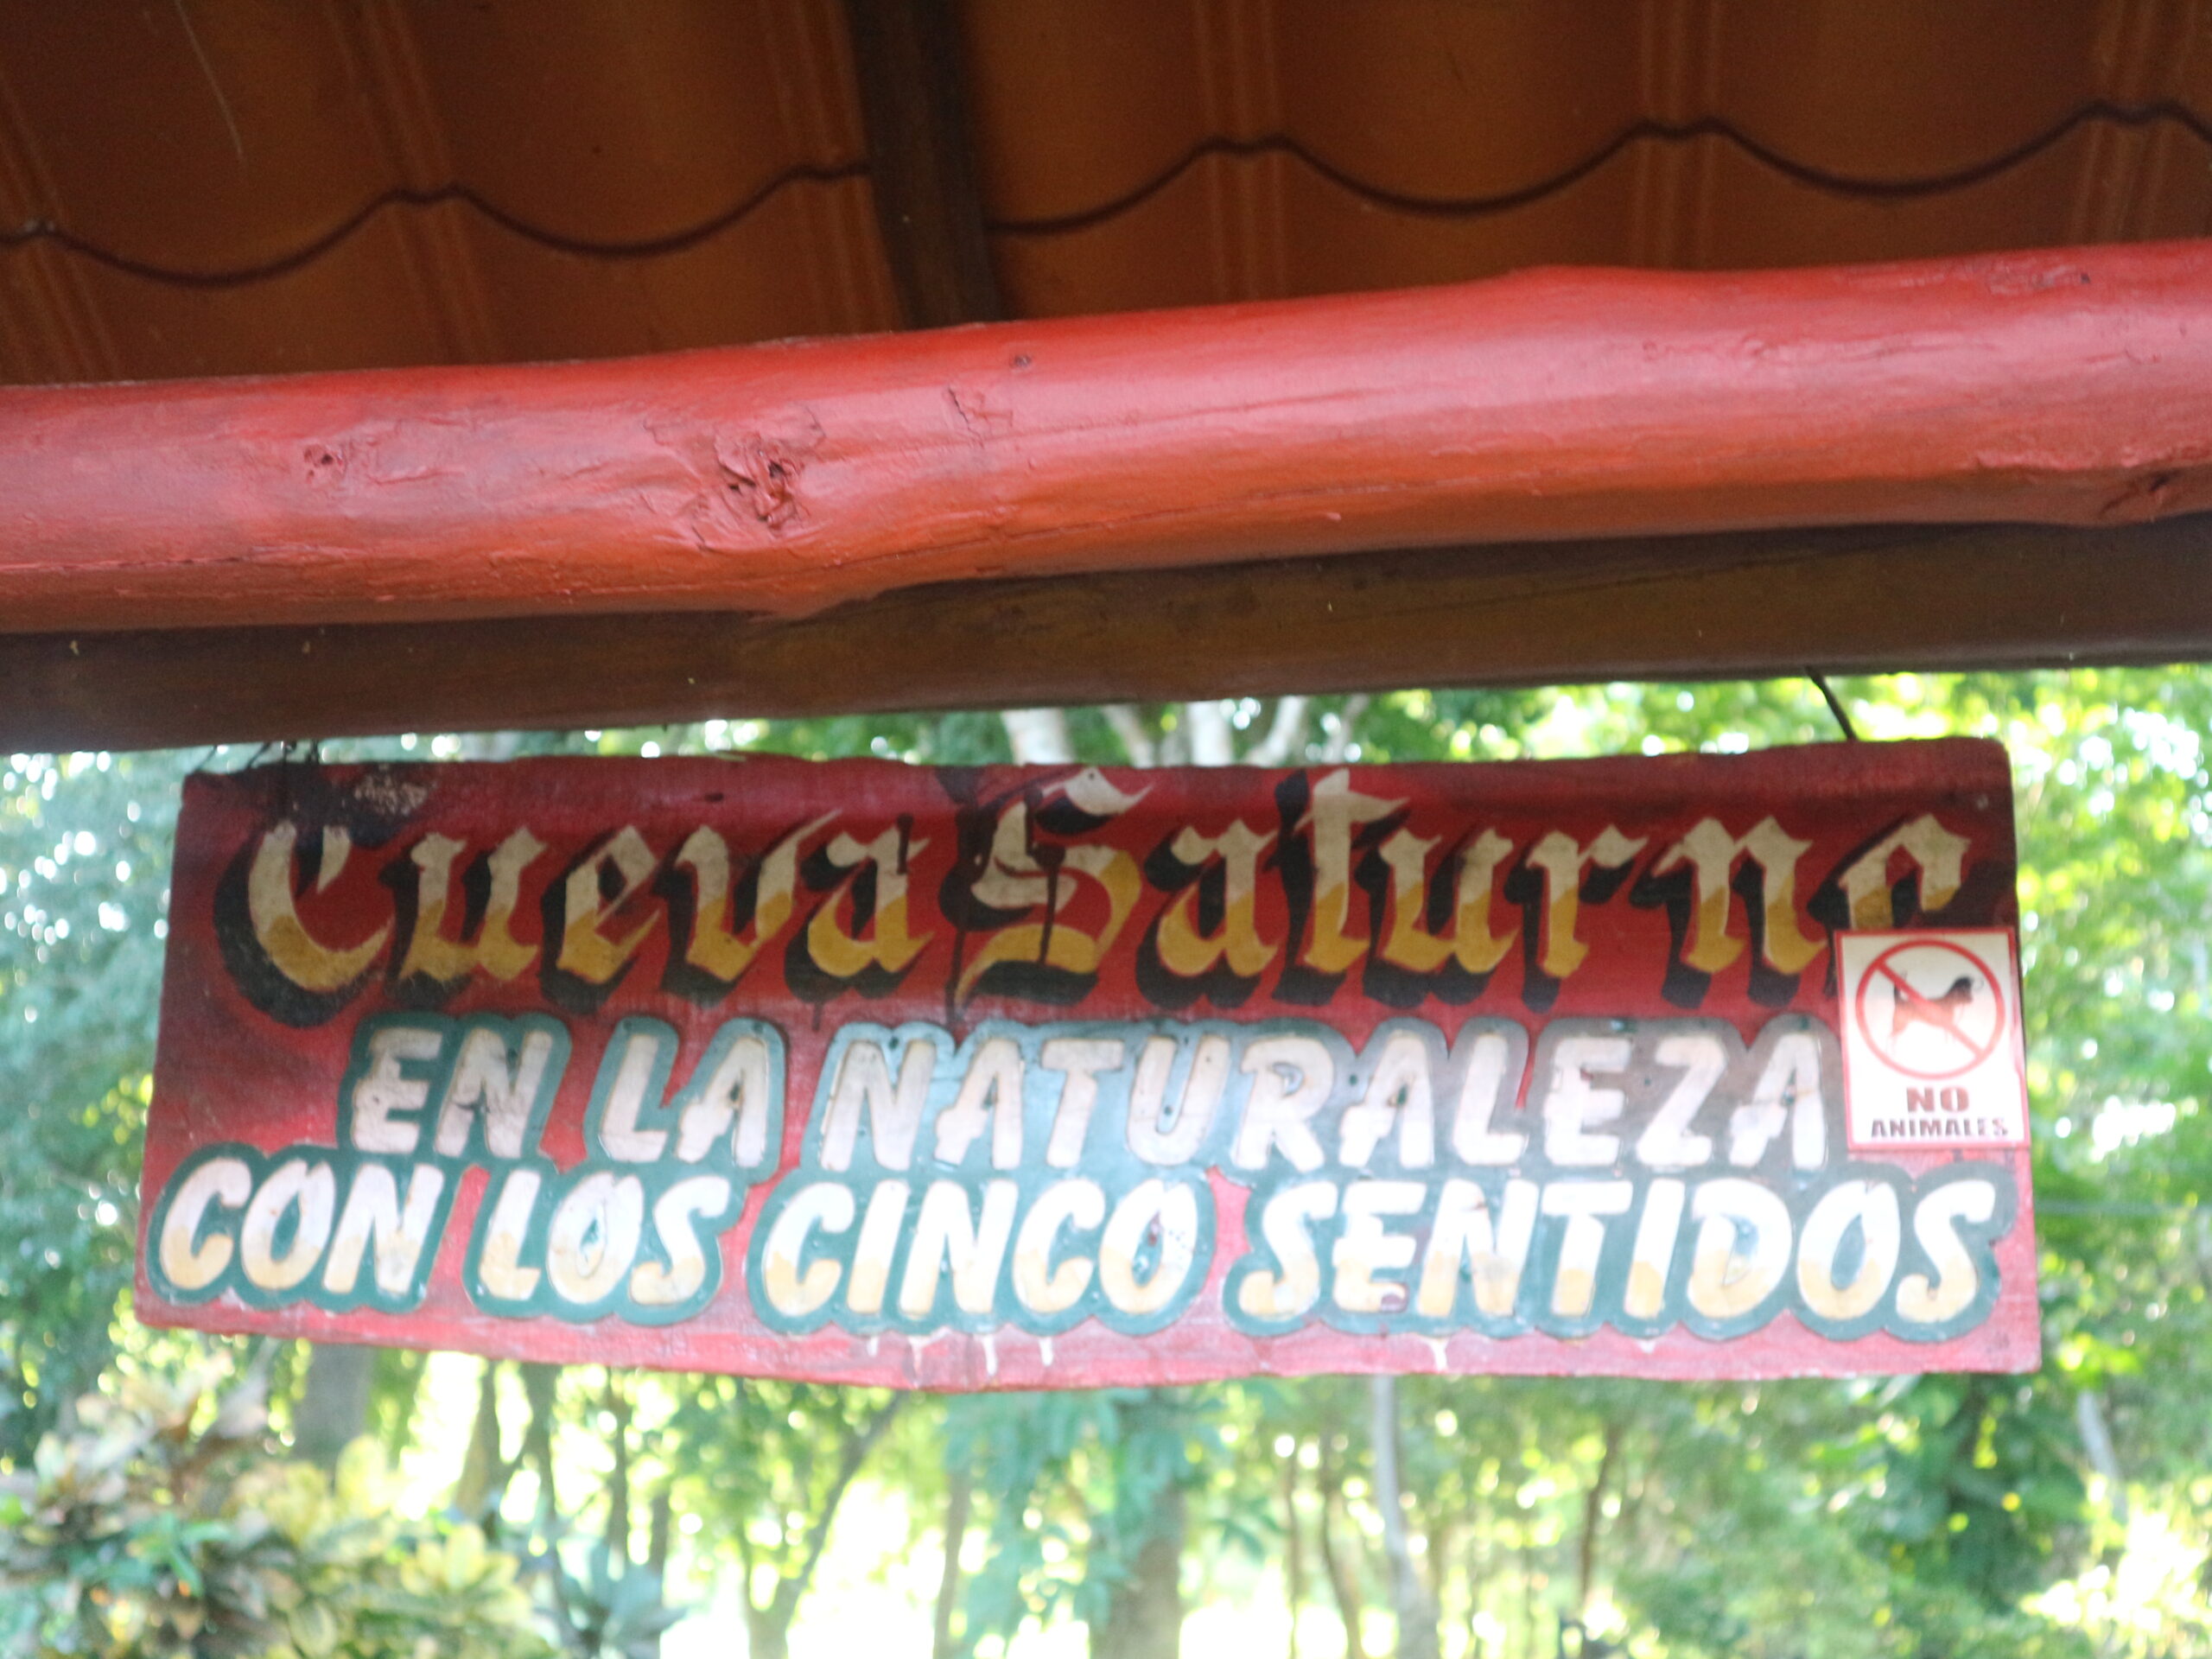 Cueva Saturno
EN LA NATURALEZA
CON LOS CINCO SENTIDOS
NO
ANIMALES